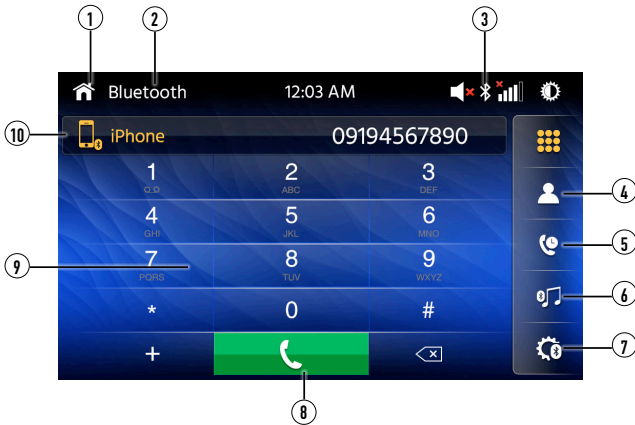 1 2 3
Bluetooth 12:03 AM
10 iPhone 09194567890
1 2 3
ABC DEF
4 5 6
GHI JKL MNO
7 8 9
PQRS TUV WXYZ
* 0 #
+
4
5
6
7
9
8